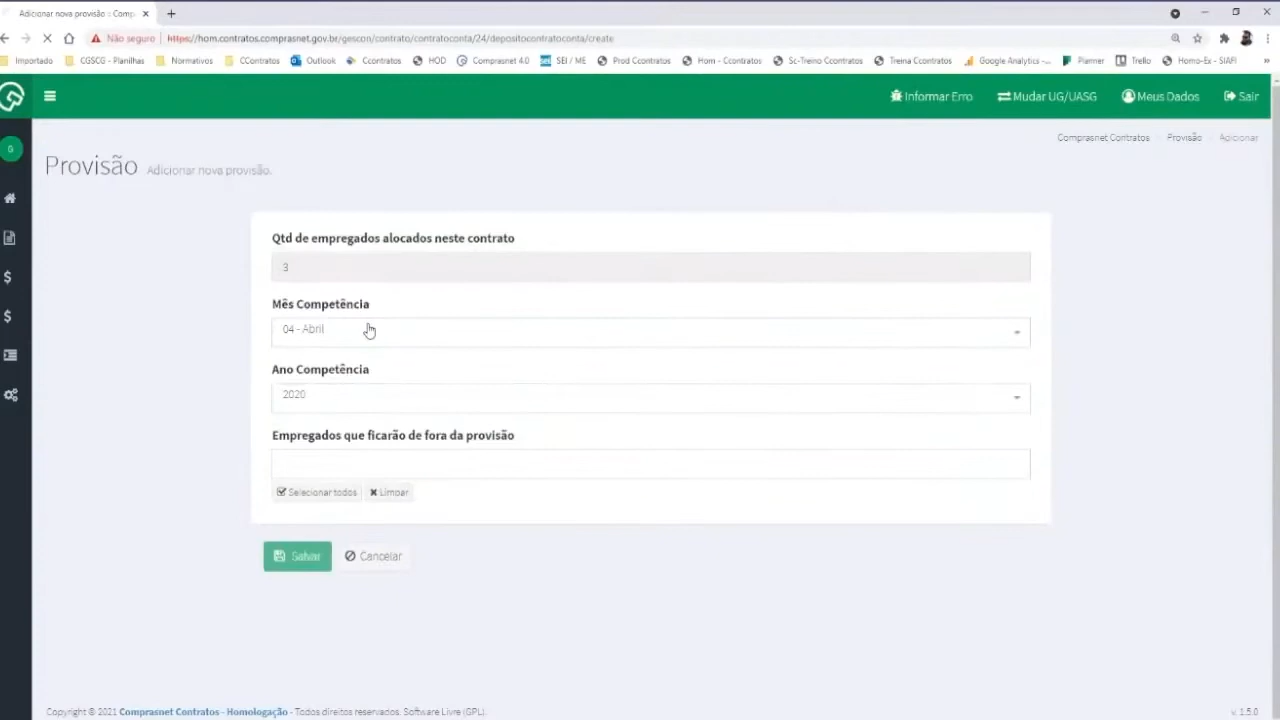 Adicionar nova provisão :: Comp
Não seguro | https://hom.contratos.comprasnet.gov.br/gescon/contrato/contratoconta/24/depositocontratoconta/create
Importado CGSCG - Planilhas Normativos CContratos Outlook Ccontratos HOD Comprasnet 4.0 SEI / ME Prod Ccontratos Hom - Ccontratos Sc-Treino Ccontratos Treina Ccontratos Google Analytics -... Planner Trello Homo-Ex - SIAFI »
Informar Erro Mudar UG/UASG Meus Dados Sair
G
Comprasnet Contratos Provisão Adicionar
Provisão Adicionar nova provisão.
Qtd de empregados alocados neste contrato
3
Mês Competência
04 - Abril
Ano Competência
2020
Empregados que ficarão de fora da provisão
Selecionar todos Limpar
Salvar Cancelar
Copyright © 2021 Comprasnet Contratos - Homologação - Todos direitos reservados. Software Livre (GPL).
v. 1.5.0